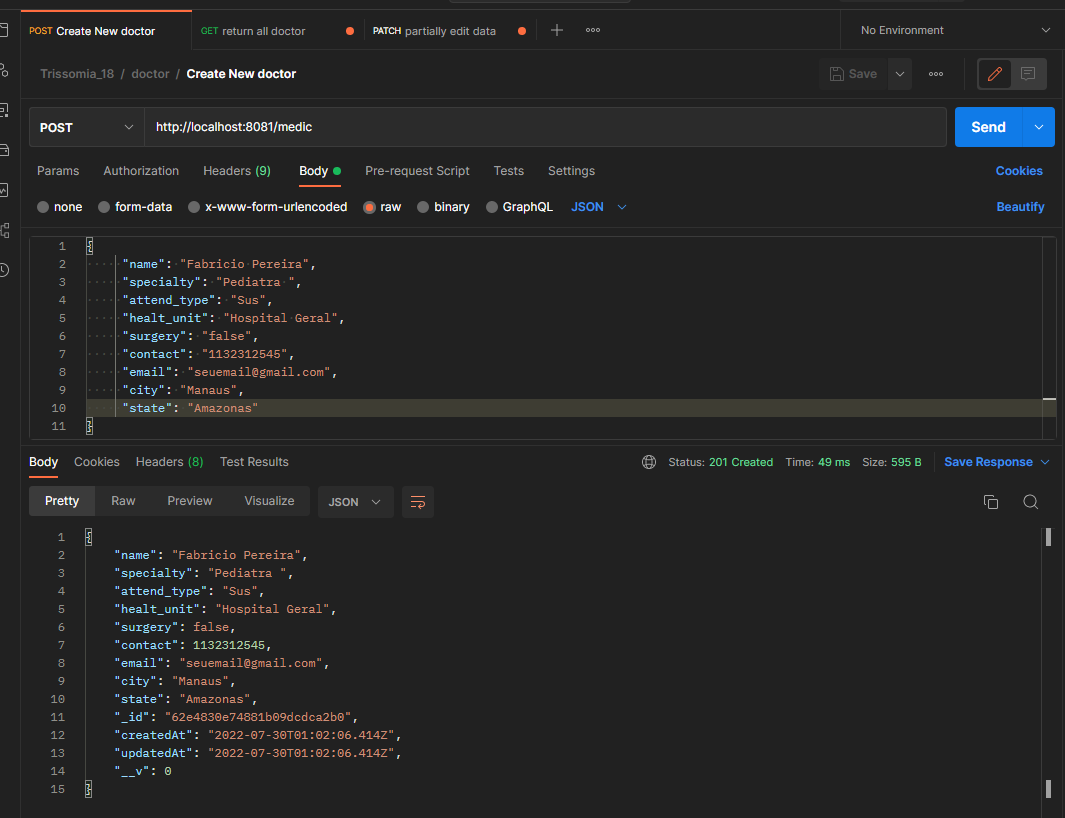 POST Create New doctor GET return all doctor PATCH partially edit data No Environment
Trissomia_18 / doctor / Create New doctor Save
POST http://localhost:8081/medic Send
Params Authorization Headers (9) Body Pre-request Script Tests Settings Cookies
none form-data x-www-form-urlencoded raw binary GraphQL JSON Beautify
1 {
2 "name": "Fabricio Pereira",
3 "specialty": "Pediatra ",
4 "attend_type": "Sus",
5 "healt_unit": "Hospital Geral",
6 "surgery": "false",
7 "contact": "1132312545",
8 "email": "seuemail@gmail.com",
9 "city": "Manaus",
10 "state": "Amazonas"
11 }
Body Cookies Headers (8) Test Results Status: 201 Created Time: 49 ms Size: 595 B Save Response
Pretty Raw Preview Visualize JSON
1 {
2 "name": "Fabricio Pereira",
3 "specialty": "Pediatra ",
4 "attend_type": "Sus",
5 "healt_unit": "Hospital Geral",
6 "surgery": false,
7 "contact": 1132312545,
8 "email": "seuemail@gmail.com",
9 "city": "Manaus",
10 "state": "Amazonas",
11 "_id": "62e4830e74881b09dcdca2b0",
12 "createdAt": "2022-07-30T01:02:06.414Z",
13 "updatedAt": "2022-07-30T01:02:06.414Z",
14 "__v": 0
15 }